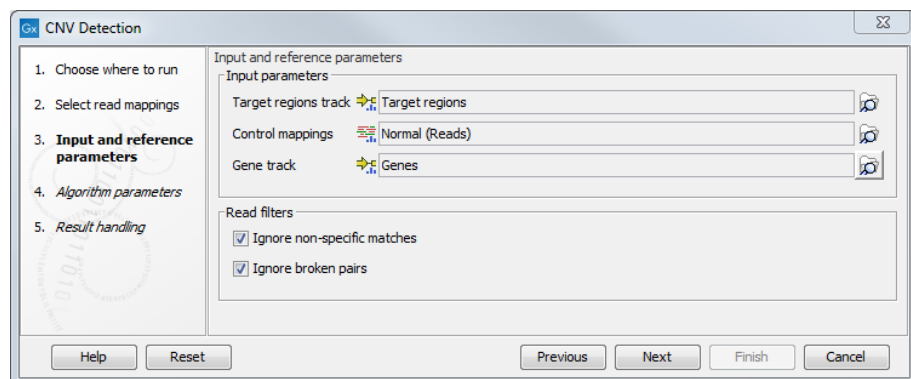 Gx CNV Detection
1. Choose where to run
2. Select read mappings
3. Input and reference
parameters
4. Algorithm parameters
5. Result handling
Input and reference parameters
Input parameters
Target regions track Target regions
Control mappings Normal (Reads)
Gene track Genes
Read filters
Ignore non-specific matches
Ignore broken pairs
Help Reset Previous Next Finish Cancel